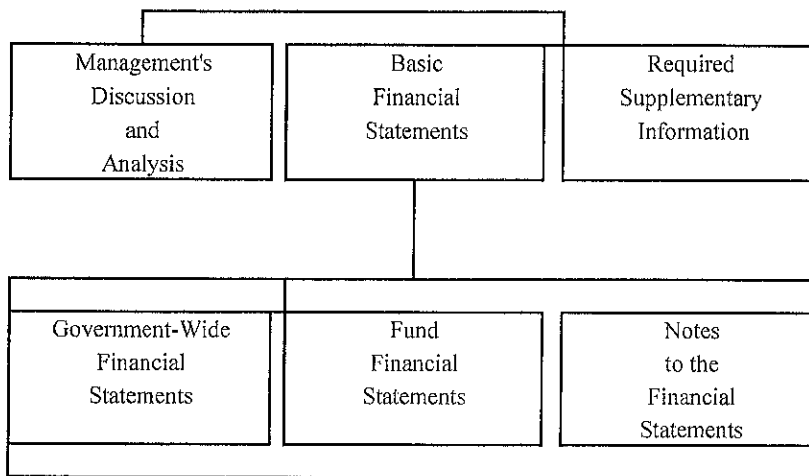 Management's
Discussion
and
Analysis
Basic
Financial
Statements
Required
Supplementary
Information
Government-Wide
Financial
Statements
Fund
Financial
Statements
Notes
to the
Financial
Statements